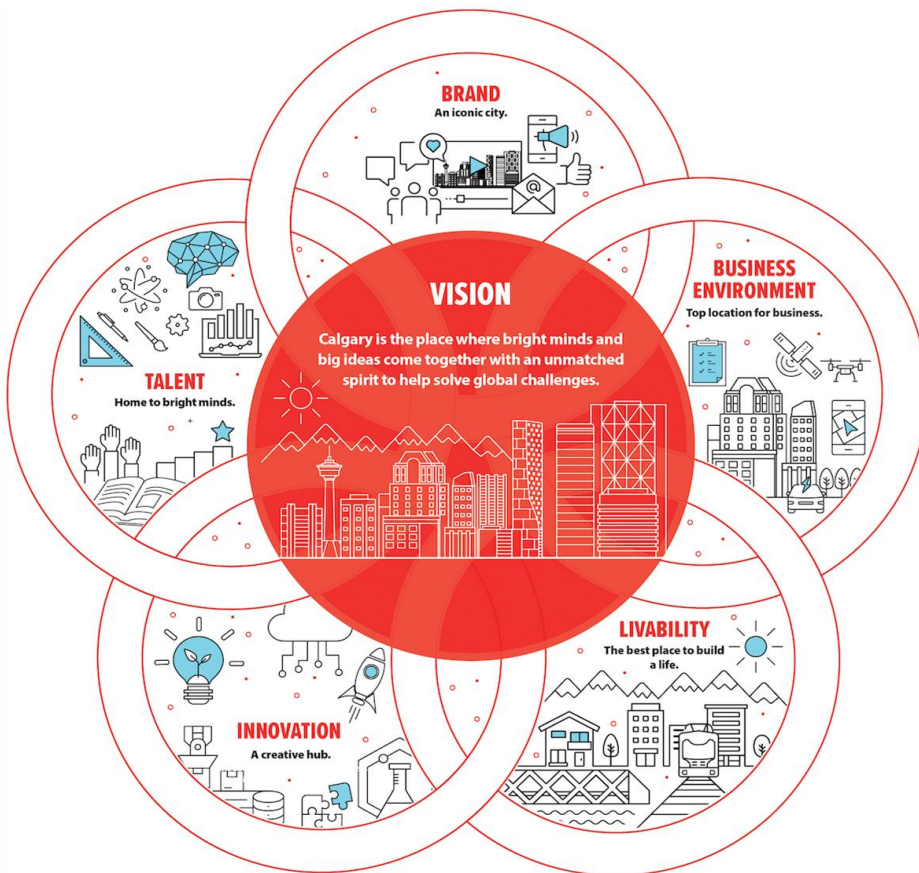 BRAND
An iconic city.
@
BUSINESS
ENVIRONMENT
Top location for business.
VISION
Calgary is the place where bright minds and
big ideas come together with an unmatched
spirit to help solve global challenges.
TALENT
Home to bright minds.
LIVABILITY
The best place to build
a life.
INNOVATION
A creative hub.